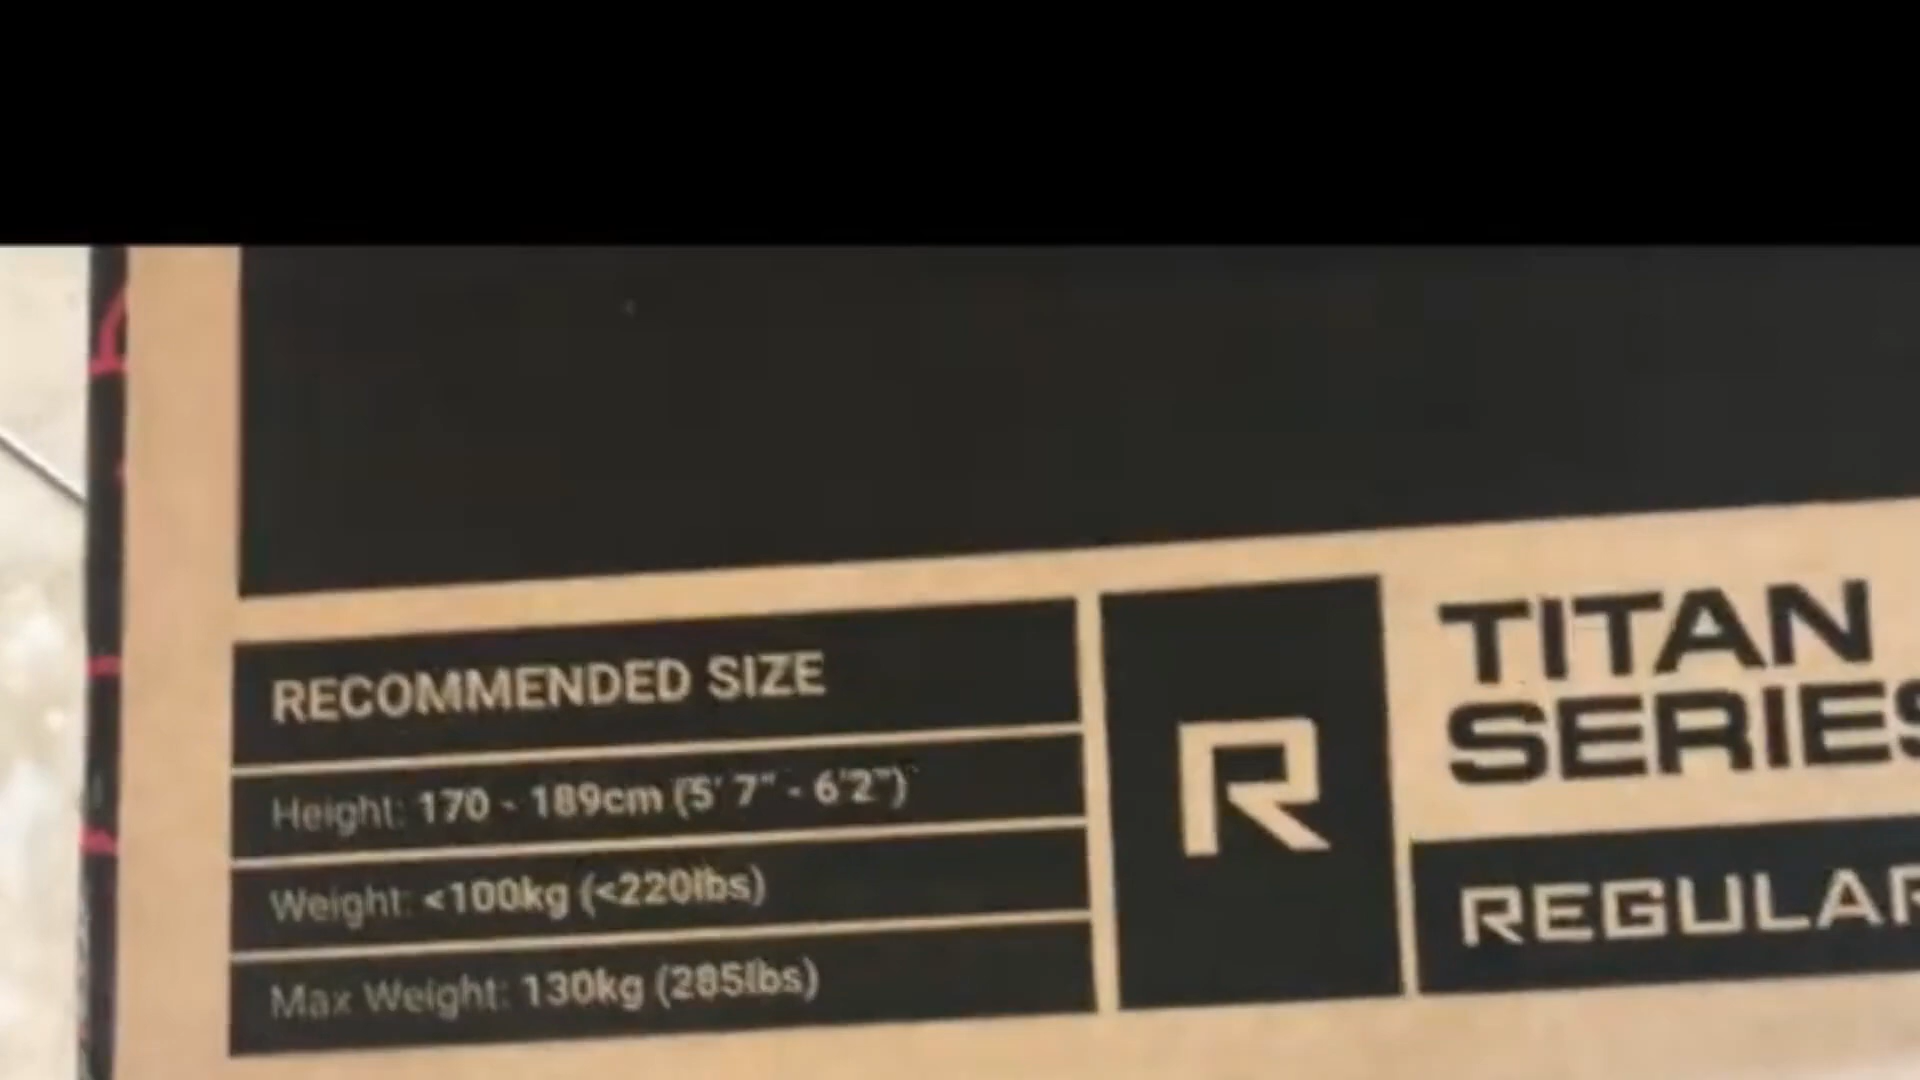 RECOMMENDED SIZE
Height: 170 - 189cm (5' 7" - 6'2")
Weight: <100kg (<220lbs)
Max Weight: 130kg (285lbs)
R
TITAN
SERIES
REGULAR